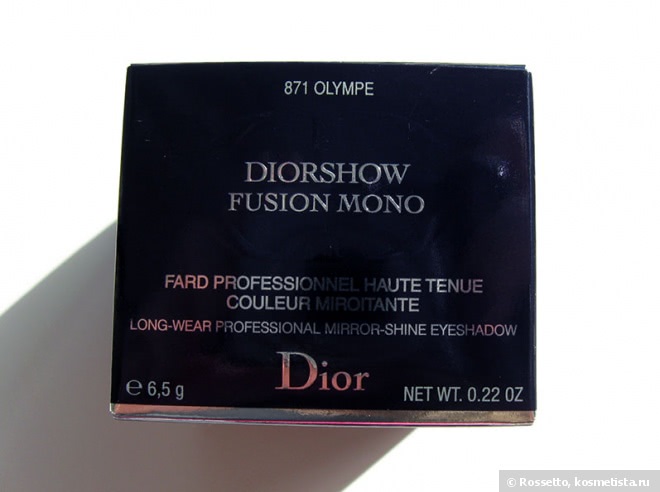 871 OLYMPE
DIORSHOW
FUSION MONO
FARD PROFESSIONNEL HAUTE TENUE
COULEUR MIROITANTE
LONG-WEAR PROFESSIONAL MIRROR-SHINE EYESHADOW
Dior
℮ 6,5 g NET WT. 0.22 OZ
© Rossetto, kosmetista.ru